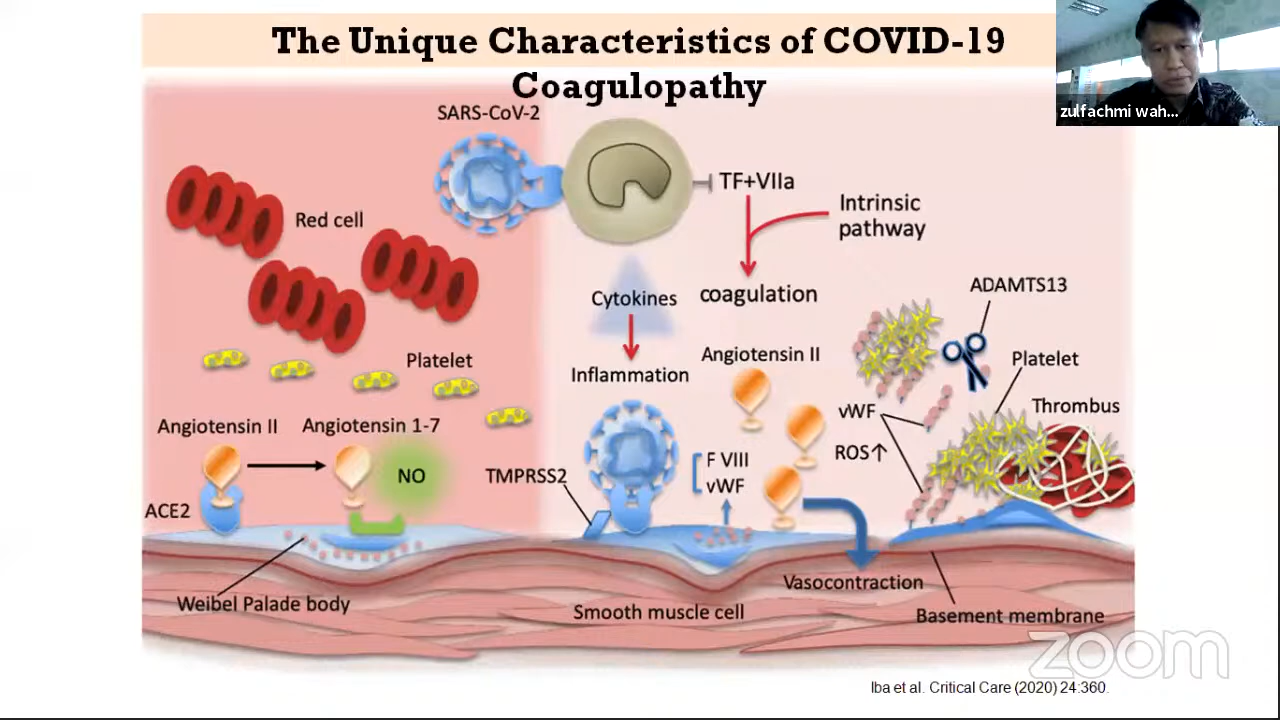 The Unique Characteristics of COVID-19
Coagulopathy
zulfachmi wah...
SARS-CoV-2
TF+VIIa
Intrinsic
pathway
Red cell
Cytokines
coagulation
ADAMTS13
Platelet
Inflammation
Angiotensin II
Platelet
Thrombus
vWF
ROS↑
Angiotensin II
Angiotensin 1-7
NO
TMPRSS2
F VIII
vWF
ACE2
Weibel Palade body
Smooth muscle cell
Vasocontraction
Basement membrane
zoom
Iba et al. Critical Care (2020) 24:360.